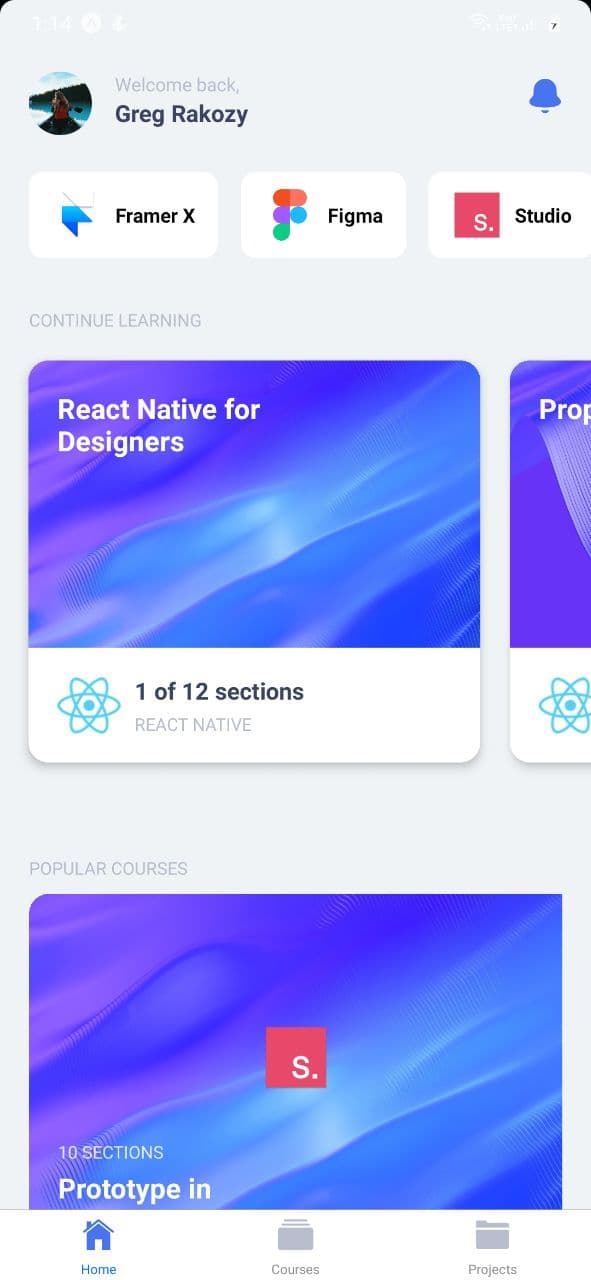 1:14
Welcome back,
Greg Rakozy
Framer X
Figma
S.
Studio
CONTINUE LEARNING
React Native for
Designers
Prop
1 of 12 sections
REACT NATIVE
POPULAR COURSES
S.
10 SECTIONS
Prototype in
Home
Courses
Projects